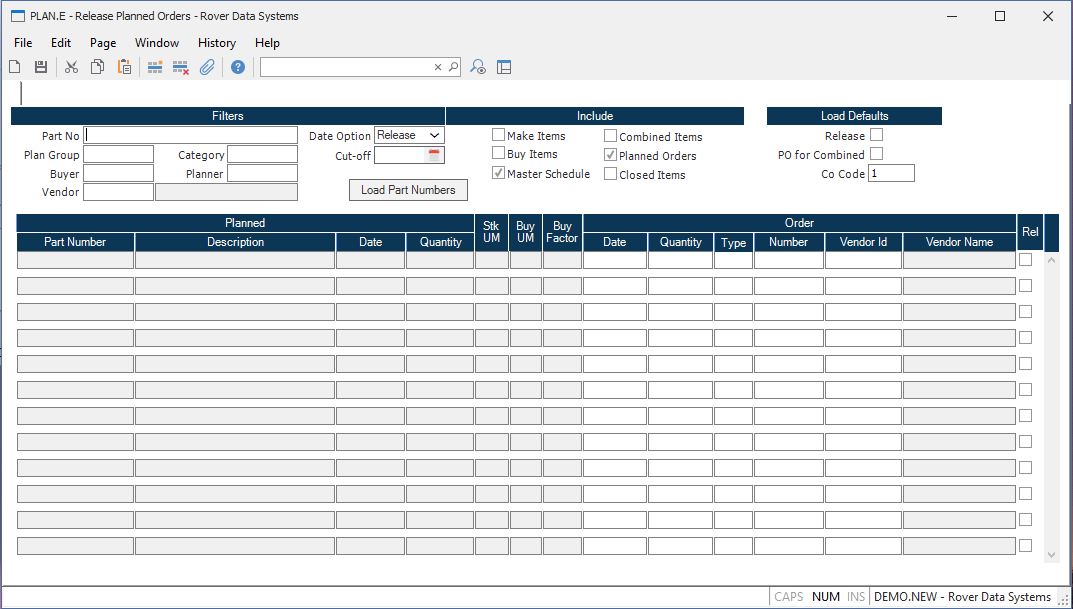 PLAN.E - Release Planned Orders - Rover Data Systems
File Edit Page Window History Help
Filters Include Load Defaults
Part No Date Option Release Make Items Combined Items Release
Plan Group Category Cut-off Buy Items Planned Orders PO for Combined
Buyer Planner Master Schedule Closed Items Co Code 1
Vendor Load Part Numbers
Planned Stk UM Buy UM Buy Factor Order Rel
Part Number Description Date Quantity Date Quantity Type Number Vendor Id Vendor Name
CAPS NUM INS DEMO.NEW - Rover Data Systems